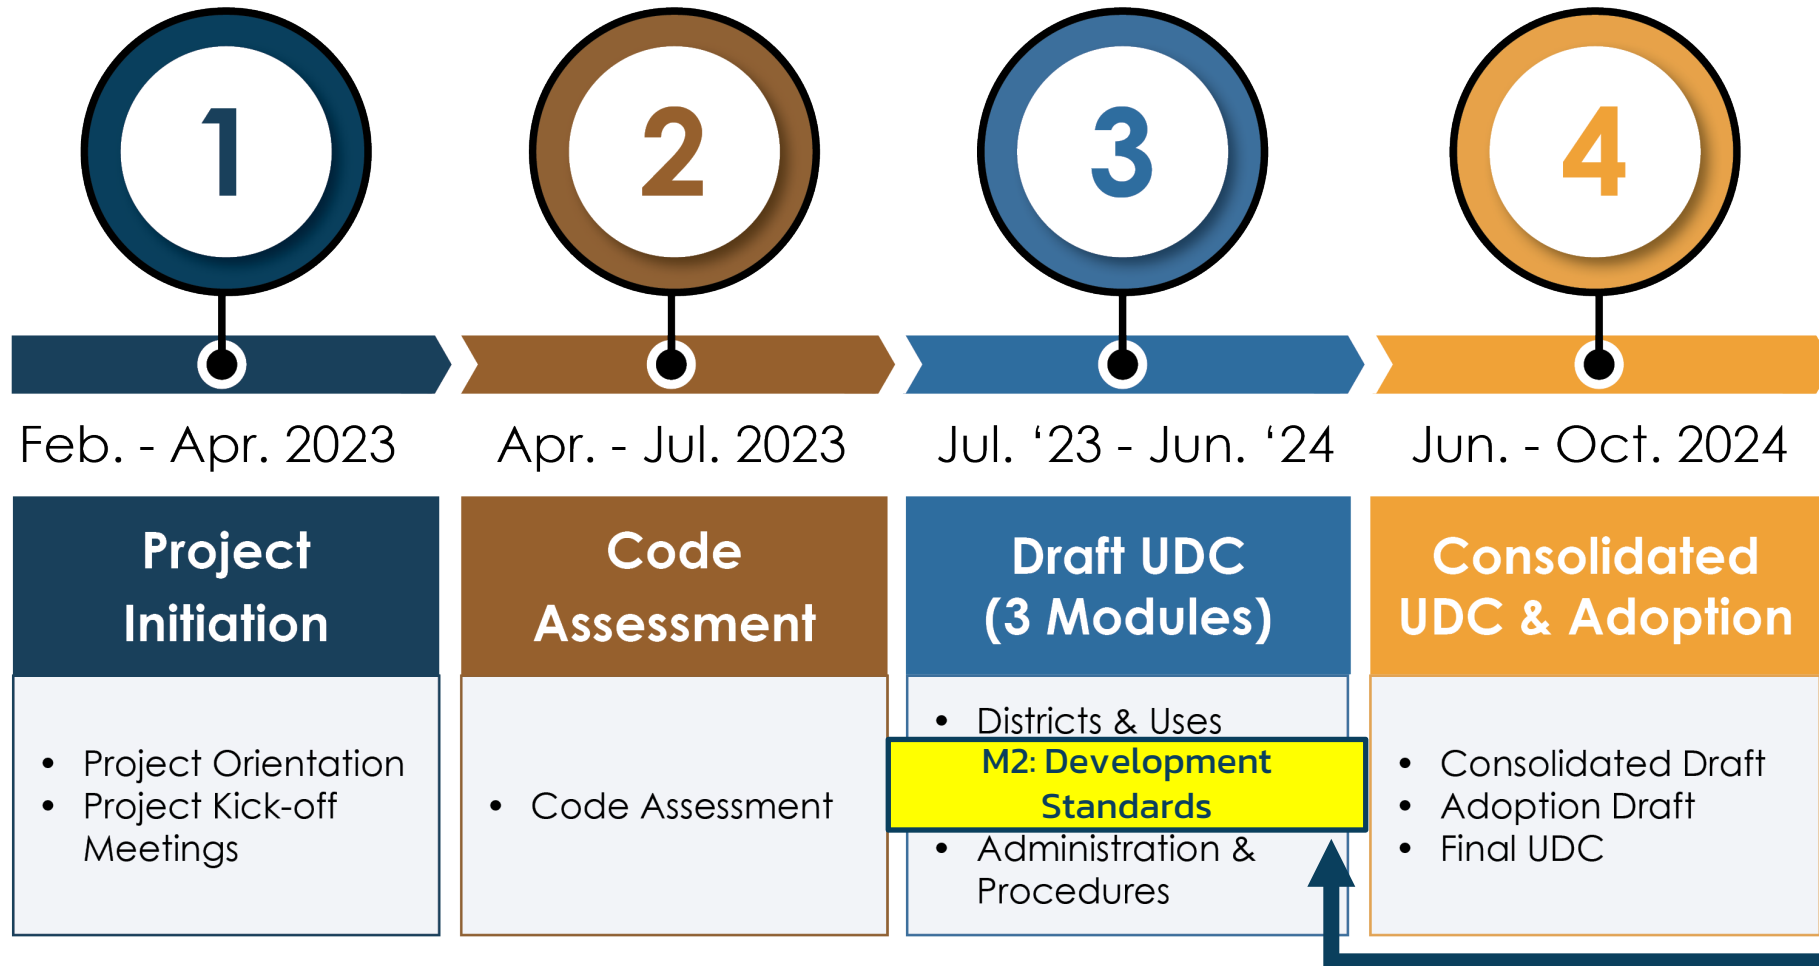 1
2
3
4
Feb. - Apr. 2023
Apr. - Jul. 2023
Jul. ‘23 - Jun. ‘24
Jun. - Oct. 2024
Project
Initiation
Code
Assessment
Draft UDC
(3 Modules)
Consolidated
UDC & Adoption
• Project Orientation
• Project Kick-off
Meetings
• Code Assessment
• Districts & Uses
M2: Development
Standards
• Administration &
Procedures
• Consolidated Draft
• Adoption Draft
• Final UDC